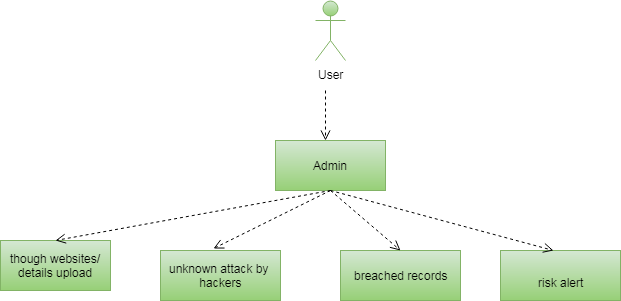 User
Admin
though websites/
details upload
unknown attack by
hackers
breached records
risk alert